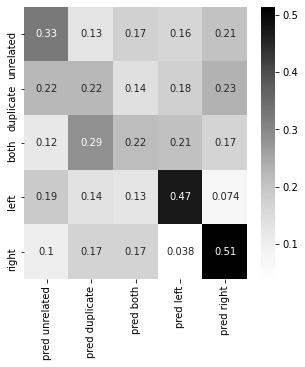 unrelated 0.33 0.13 0.17 0.16 0.21
duplicate 0.22 0.22 0.14 0.18 0.23
both 0.12 0.29 0.22 0.21 0.17
left 0.19 0.14 0.13 0.47 0.074
right 0.1 0.17 0.17 0.038 0.51
pred unrelated pred duplicate pred both pred left pred right
0.5
0.4
0.3
0.2
0.1